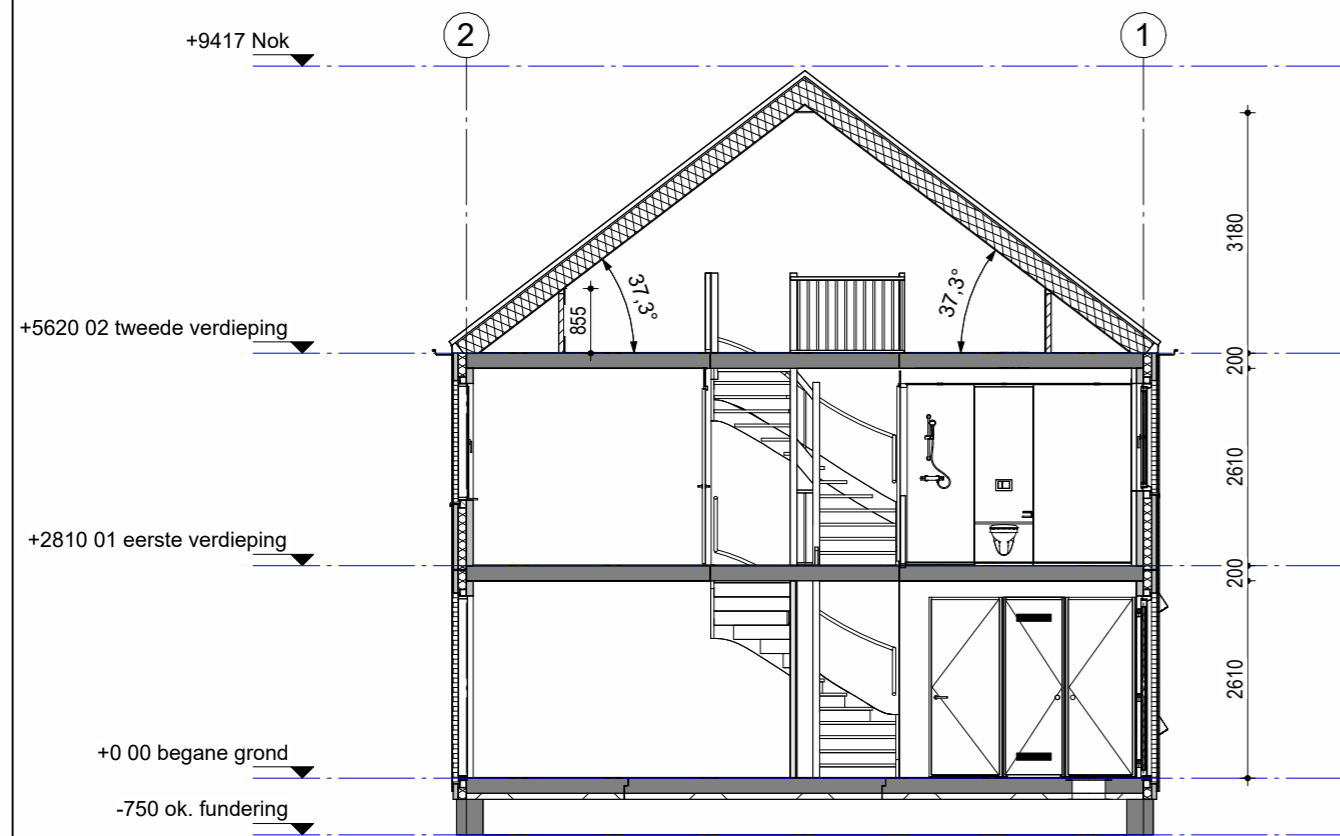 2
1
+9417 Nok
3180
37,3°
37,3°
855
+5620 02 tweede verdieping
200
2610
+2810 01 eerste verdieping
200
2610
+0 00 begane grond
-750 ok. fundering